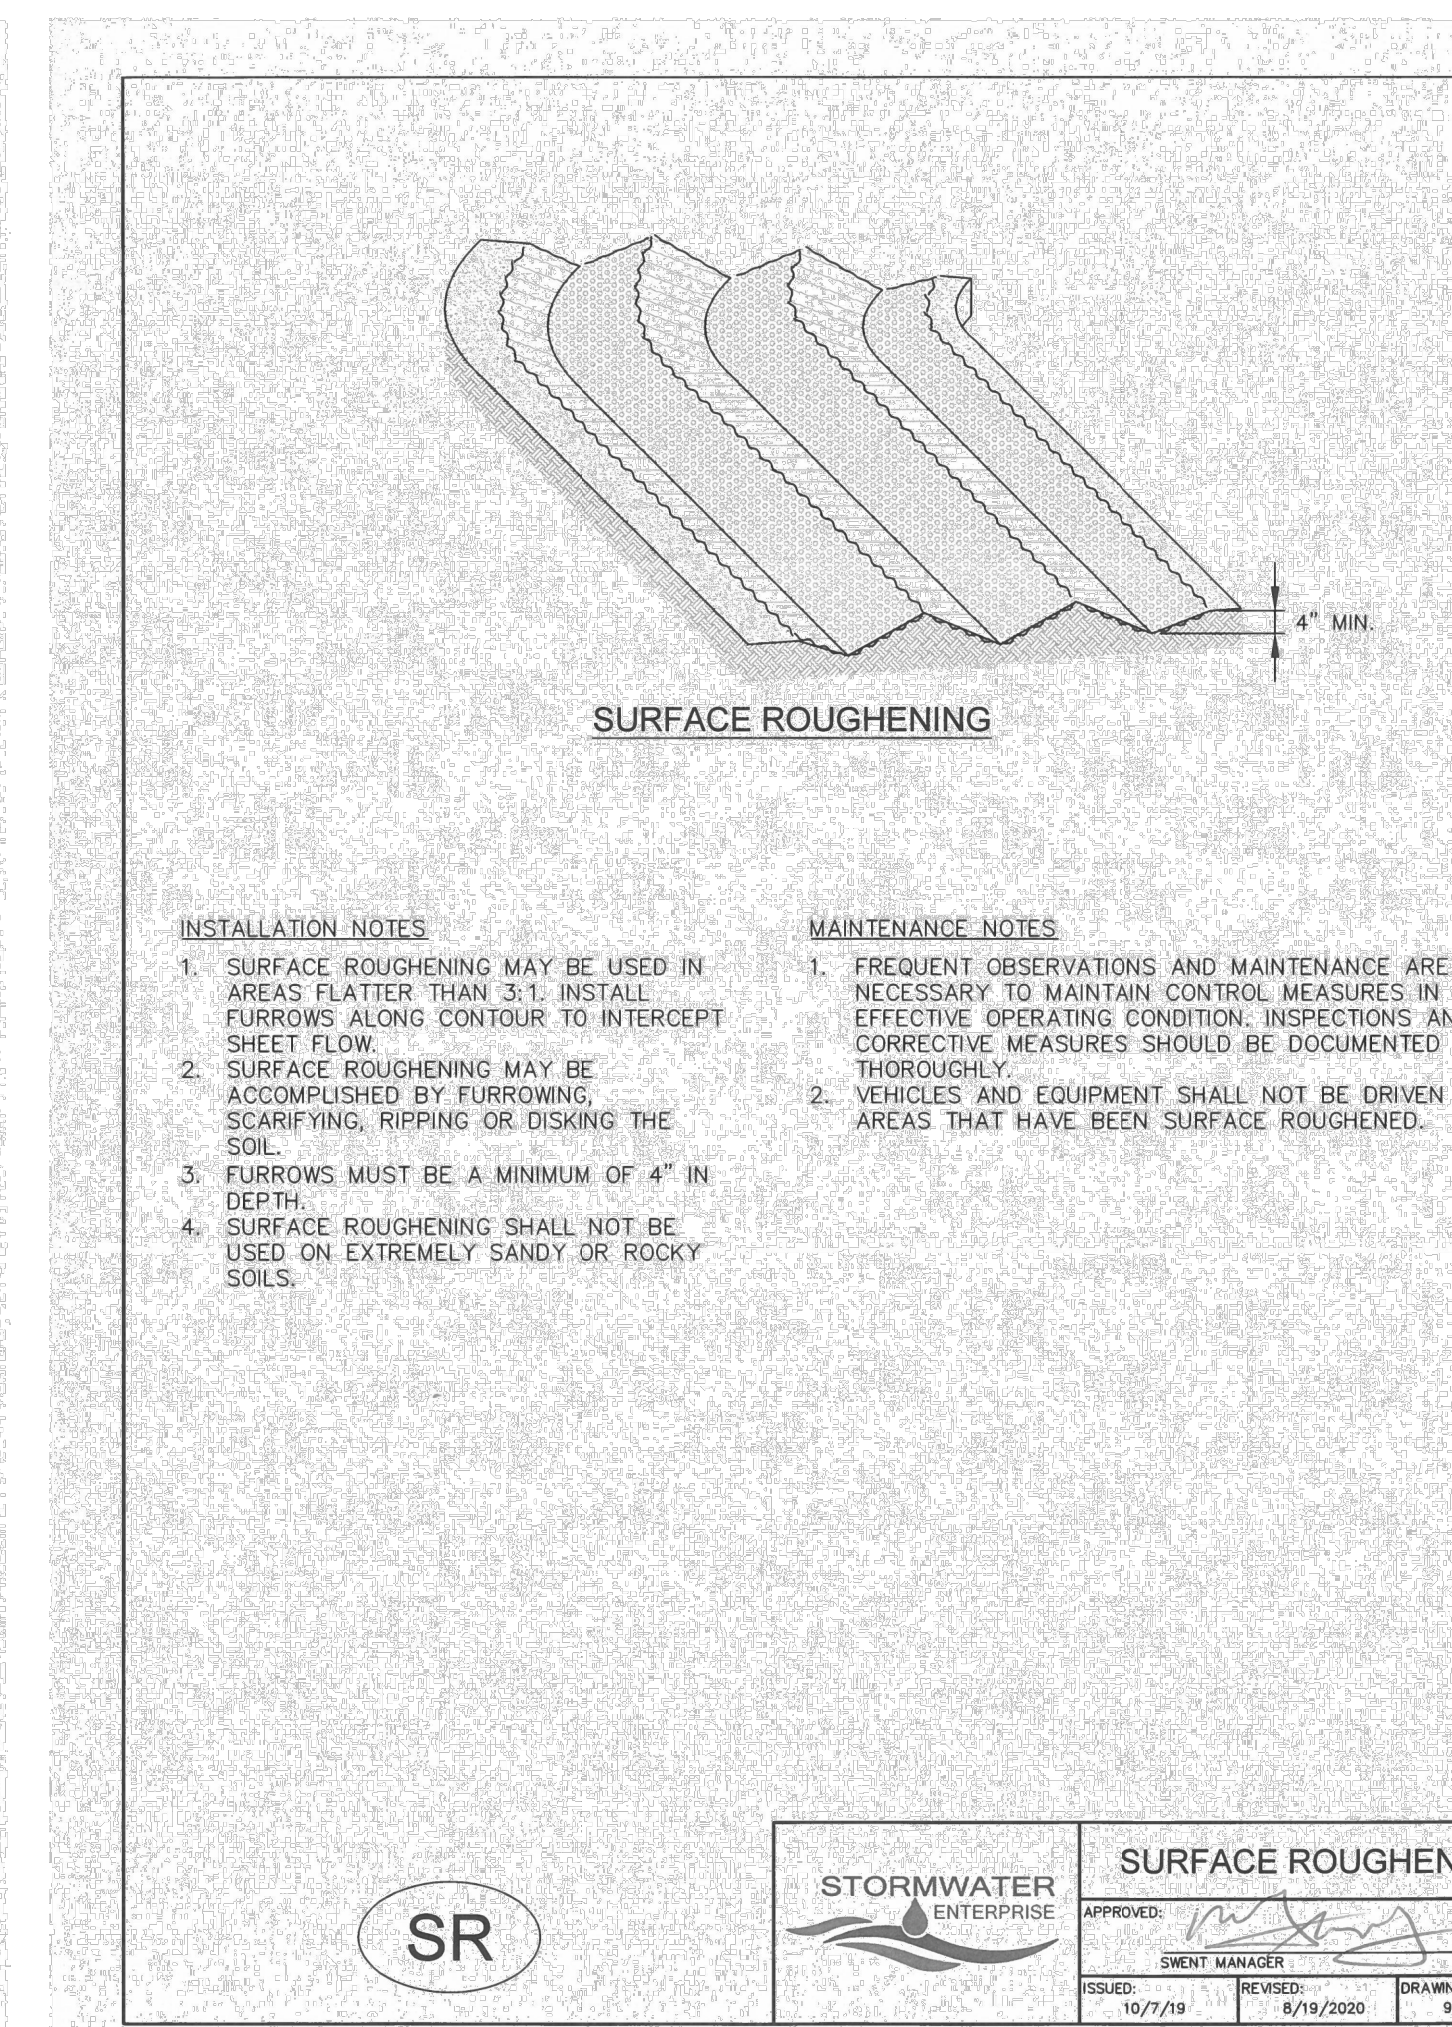 4" MIN.
SURFACE ROUGHENING
INSTALLATION NOTES
1. SURFACE ROUGHENING MAY BE USED IN
AREAS FLATTER THAN 3:1. INSTALL
FURROWS ALONG CONTOUR TO INTERCEPT
SHEET FLOW.
2. SURFACE ROUGHENING MAY BE
ACCOMPLISHED BY FURROWING,
SCARIFYING, RIPPING OR DISKING THE
SOIL.
3. FURROWS MUST BE A MINIMUM OF 4" IN
DEPTH.
4. SURFACE ROUGHENING SHALL NOT BE
USED ON EXTREMELY SANDY OR ROCKY
SOILS.
MAINTENANCE NOTES
1. FREQUENT OBSERVATIONS AND MAINTENANCE ARE
NECESSARY TO MAINTAIN CONTROL MEASURES IN
EFFECTIVE OPERATING CONDITION. INSPECTIONS AN
CORRECTIVE MEASURES SHOULD BE DOCUMENTED
THOROUGHLY.
2. VEHICLES AND EQUIPMENT SHALL NOT BE DRIVEN
AREAS THAT HAVE BEEN SURFACE ROUGHENED.
SR
STORMWATER
ENTERPRISE
SURFACE ROUGHEN
APPROVED:
SWENT MANAGER
ISSUED:
10/7/19
REVISED:
8/19/2020
DRAWIN
9